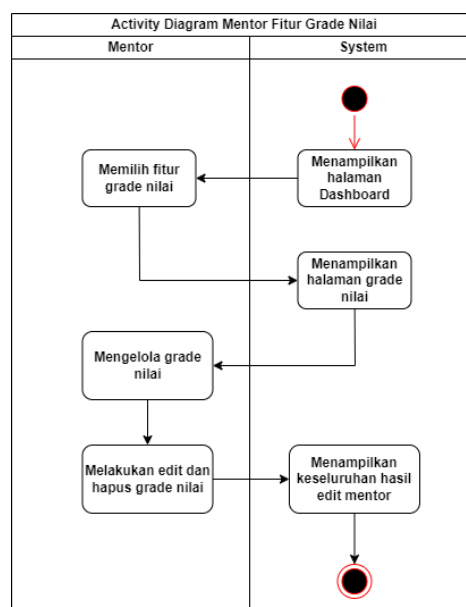 Activity Diagram Mentor Fitur Grade Nilai
Mentor
System
Menampilkan
halaman
Dashboard
Memilih fitur
grade nilai
Menampilkan
halaman grade
nilai
Mengelola grade
nilai
Melakukan edit dan
hapus grade nilai
Menampilkan
keseluruhan hasil
edit mentor